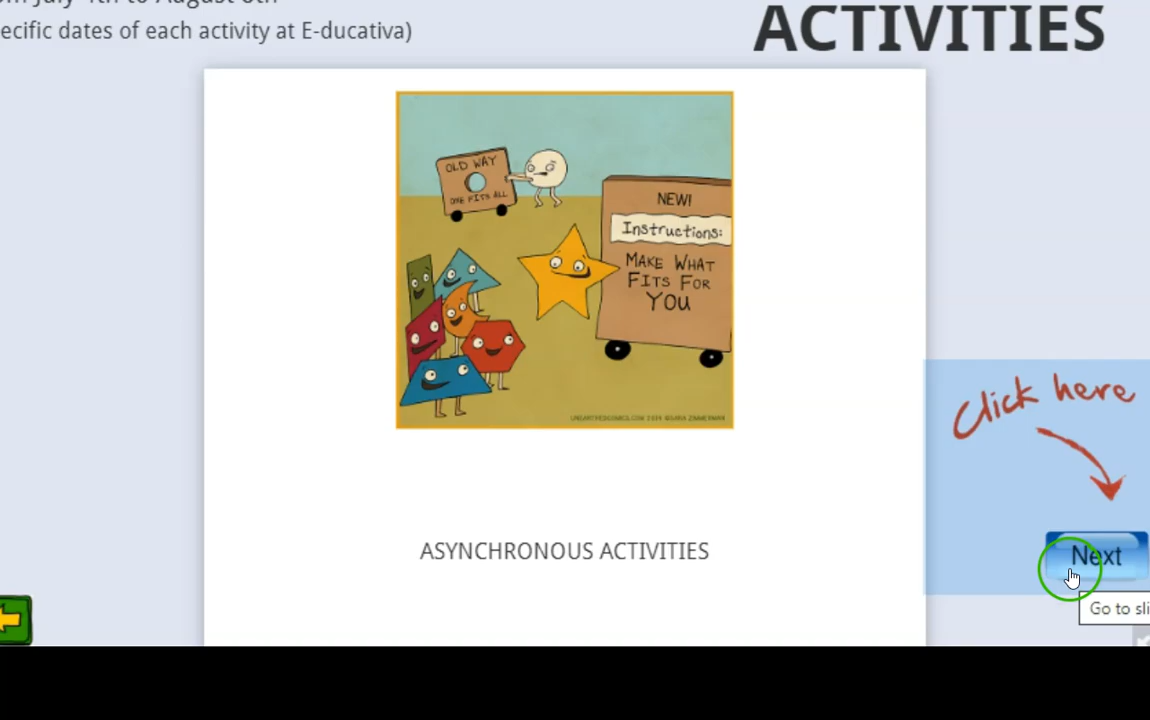 ecific dates of each activity at E-ducativa)
ACTIVITIES
OLD WAY
ONE FITS ALL
NEW!
Instructions:
MAKE WHAT
FITS FOR
YOU
Click here
Next
Go to sli
ASYNCHRONOUS ACTIVITIES